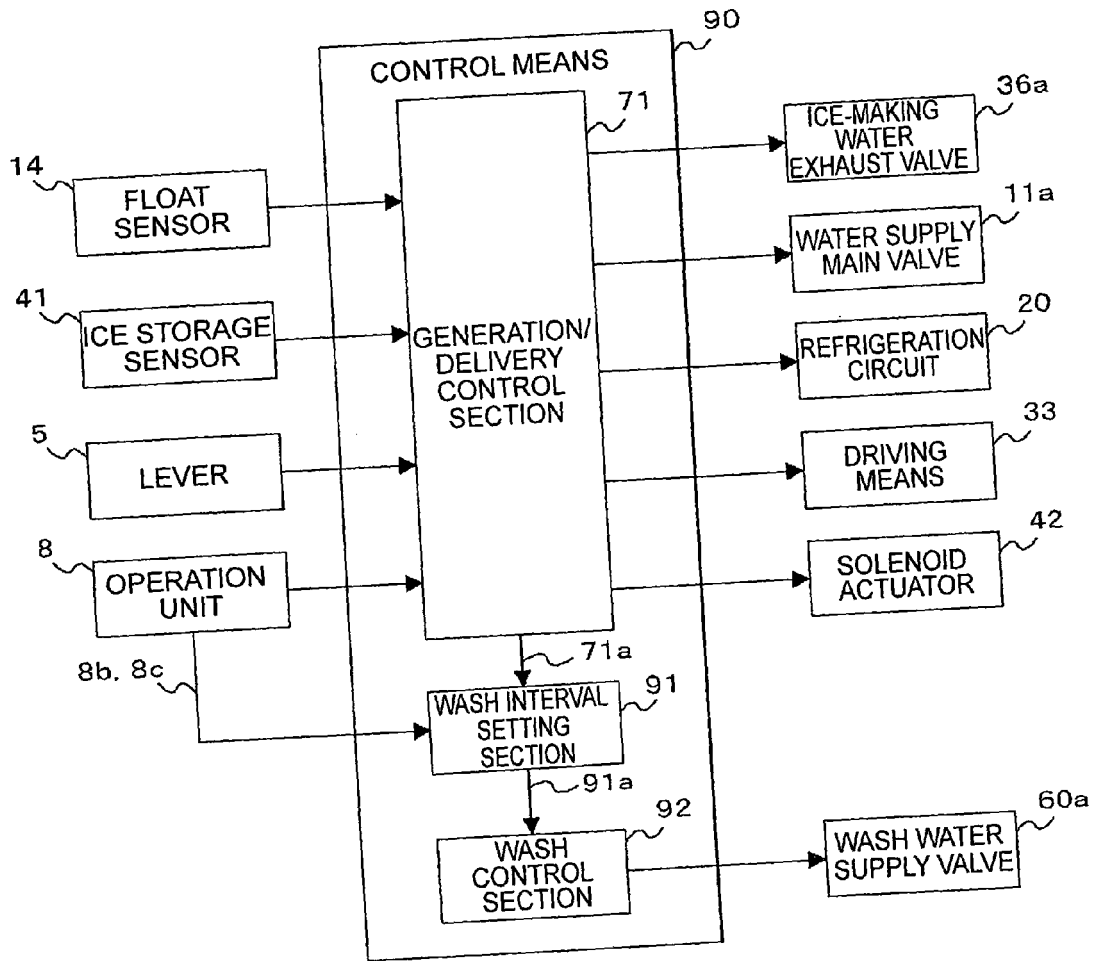 90
CONTROL MEANS
71
14
FLOAT
SENSOR
41
ICE STORAGE
SENSOR
5
LEVER
8
OPERATION
UNIT
8b, 8c
GENERATION/
DELIVERY
CONTROL
SECTION
71a
WASH INTERVAL
SETTING
SECTION
91
91a
WASH
CONTROL
SECTION
92
36a
ICE-MAKING
WATER
EXHAUST VALVE
11a
WATER SUPPLY
MAIN VALVE
20
REFRIGERATION
CIRCUIT
33
DRIVING
MEANS
42
SOLENOID
ACTUATOR
60a
WASH WATER
SUPPLY VALVE